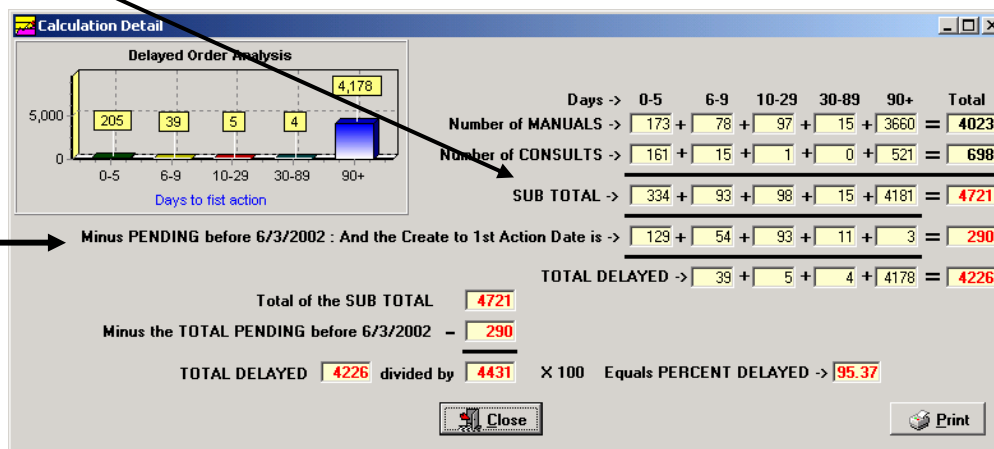 Calculation Detail
Delayed Order Analysis
4,178
5,000
205 39 5 4
0
0-5 6-9 10-29 30-89 90+
Days to fist action
Days -> 0-5 6-9 10-29 30-89 90+ Total
Number of MANUALS -> 173 + 78 + 97 + 15 + 3660 = 4023
Number of CONSULTS -> 161 + 15 + 1 + 0 + 521 = 698
SUB TOTAL -> 334 + 93 + 98 + 15 + 4181 = 4721
Minus PENDING before 6/3/2002 : And the Create to 1st Action Date is -> 129 + 54 + 93 + 11 + 3 = 290
TOTAL DELAYED -> 39 + 5 + 4 + 4178 = 4226
Total of the SUB TOTAL 4721
Minus the TOTAL PENDING before 6/3/2002 - 290
TOTAL DELAYED 4226 divided by 4431 X 100 Equals PERCENT DELAYED -> 95.37
Close
Print